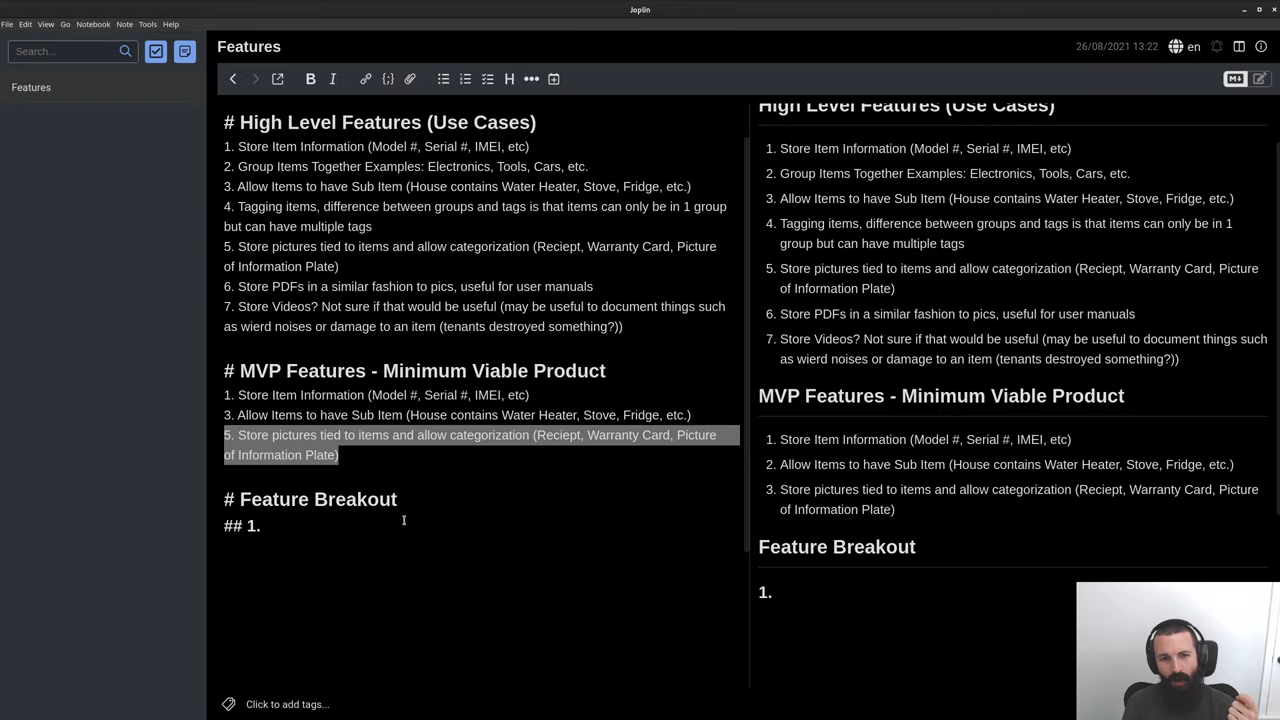 Joplin
File Edit View Go Notebook Note Tools Help
Search...
Features
Features
26/08/2021 13:22
en
B I H
M
# High Level Features (Use Cases)
1. Store Item Information (Model #, Serial #, IMEI, etc)
2. Group Items Together Examples: Electronics, Tools, Cars, etc.
3. Allow Items to have Sub Item (House contains Water Heater, Stove, Fridge, etc.)
4. Tagging items, difference between groups and tags is that items can only be in 1 group
but can have multiple tags
5. Store pictures tied to items and allow categorization (Reciept, Warranty Card, Picture
of Information Plate)
6. Store PDFs in a similar fashion to pics, useful for user manuals
7. Store Videos? Not sure if that would be useful (may be useful to document things such
as wierd noises or damage to an item (tenants destroyed something?))
# MVP Features - Minimum Viable Product
1. Store Item Information (Model #, Serial #, IMEI, etc)
3. Allow Items to have Sub Item (House contains Water Heater, Stove, Fridge, etc.)
5. Store pictures tied to items and allow categorization (Reciept, Warranty Card, Picture
of Information Plate)
# Feature Breakout
## 1.
High Level Features (Use Cases)
1. Store Item Information (Model #, Serial #, IMEI, etc)
2. Group Items Together Examples: Electronics, Tools, Cars, etc.
3. Allow Items to have Sub Item (House contains Water Heater, Stove, Fridge, etc.)
4. Tagging items, difference between groups and tags is that items can only be in 1
group but can have multiple tags
5. Store pictures tied to items and allow categorization (Reciept, Warranty Card, Picture
of Information Plate)
6. Store PDFs in a similar fashion to pics, useful for user manuals
7. Store Videos? Not sure if that would be useful (may be useful to document things such
as wierd noises or damage to an item (tenants destroyed something?))
MVP Features - Minimum Viable Product
1. Store Item Information (Model #, Serial #, IMEI, etc)
2. Allow Items to have Sub Item (House contains Water Heater, Stove, Fridge, etc.)
3. Store pictures tied to items and allow categorization (Reciept, Warranty Card, Picture
of Information Plate)
Feature Breakout
1.
Click to add tags...